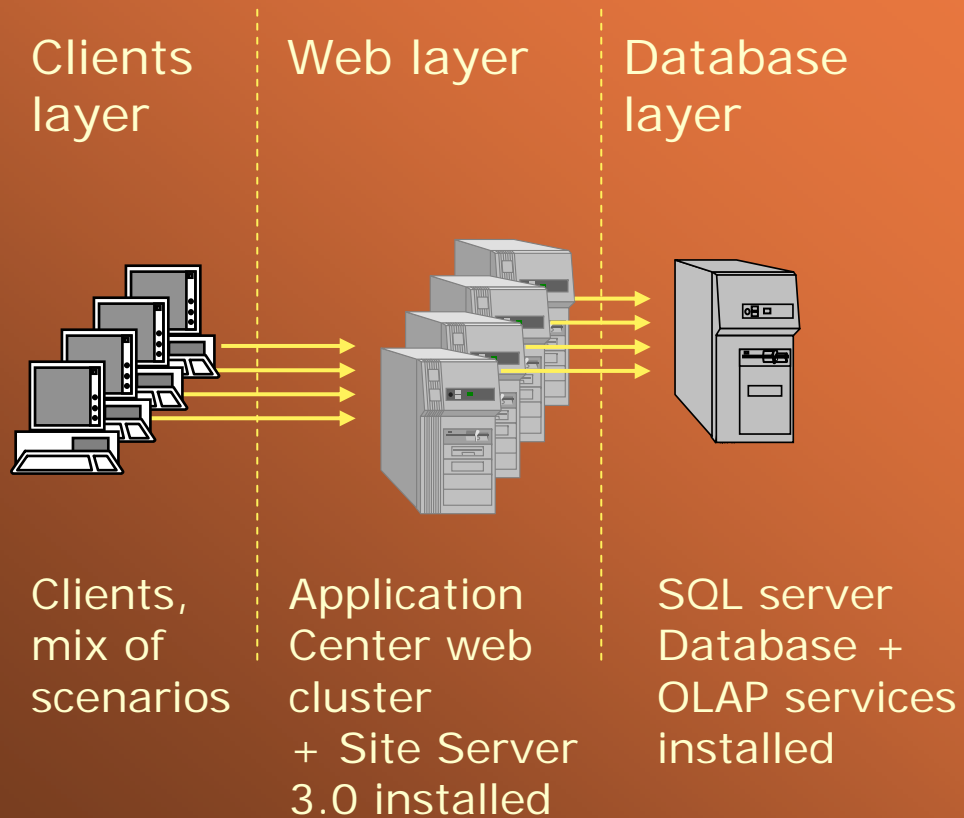 Clients
layer
Web layer
Database
layer
Clients,
mix of
scenarios
Application
Center web
cluster
+ Site Server
3.0 installed
SQL server
Database +
OLAP services
installed